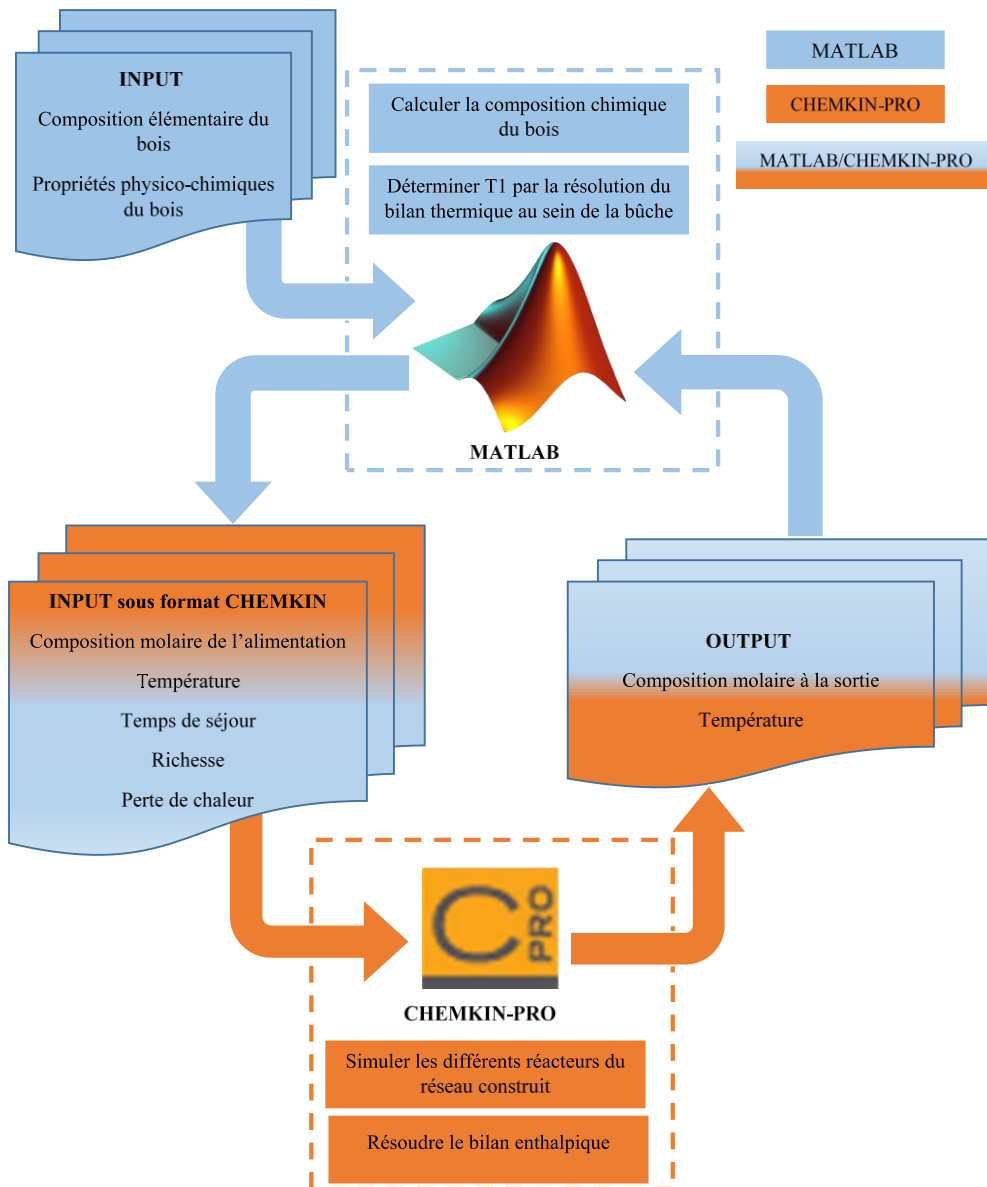 INPUT
Composition élémentaire du
bois
Propriétés physico-chimiques
du bois
Calculer la composition chimique
du bois
Déterminer T1 par la résolution du
bilan thermique au sein de la bûche
MATLAB
MATLAB
CHEMKIN-PRO
MATLAB/CHEMKIN-PRO
INPUT sous format CHEMKIN
Composition molaire de l’alimentation
Température
Temps de séjour
Richesse
Perte de chaleur
OUTPUT
Composition molaire à la sortie
Température
C PRO
CHEMKIN-PRO
Simuler les différents réacteurs du
réseau construit
Résoudre le bilan enthalpique